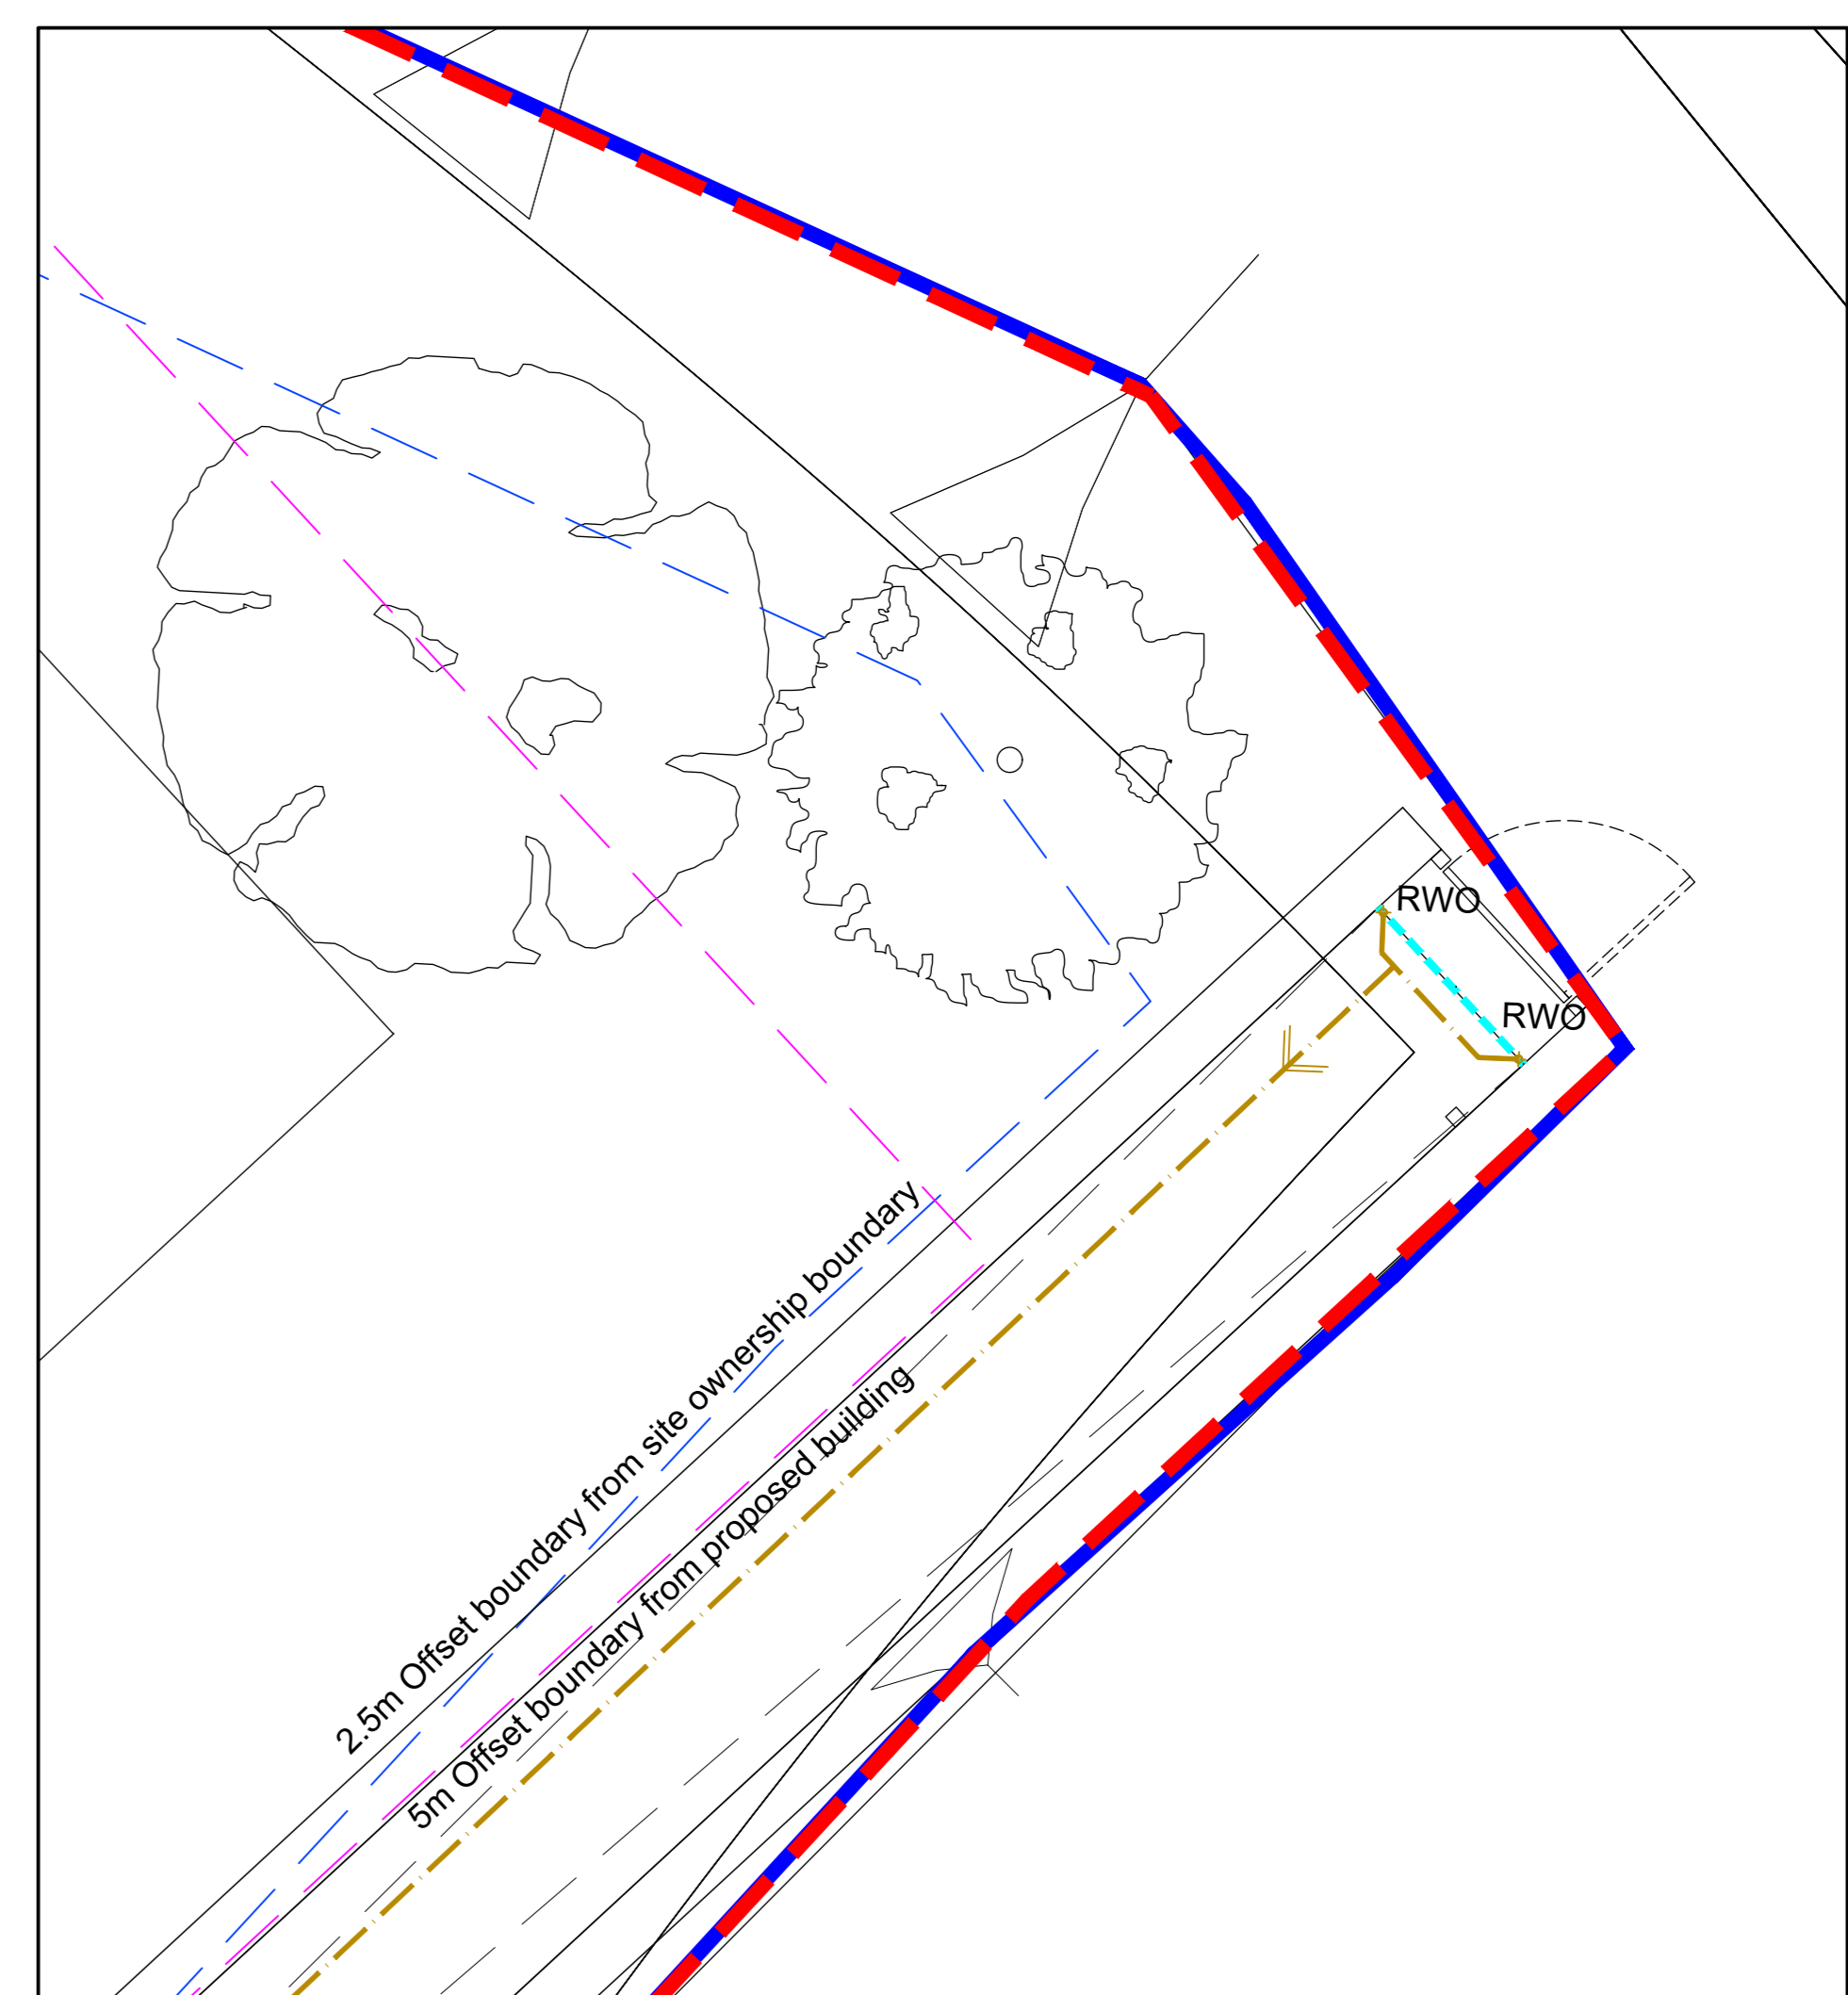 RWO
RWO
2.5m Offset boundary from site ownership boundary
5m Offset boundary from proposed building